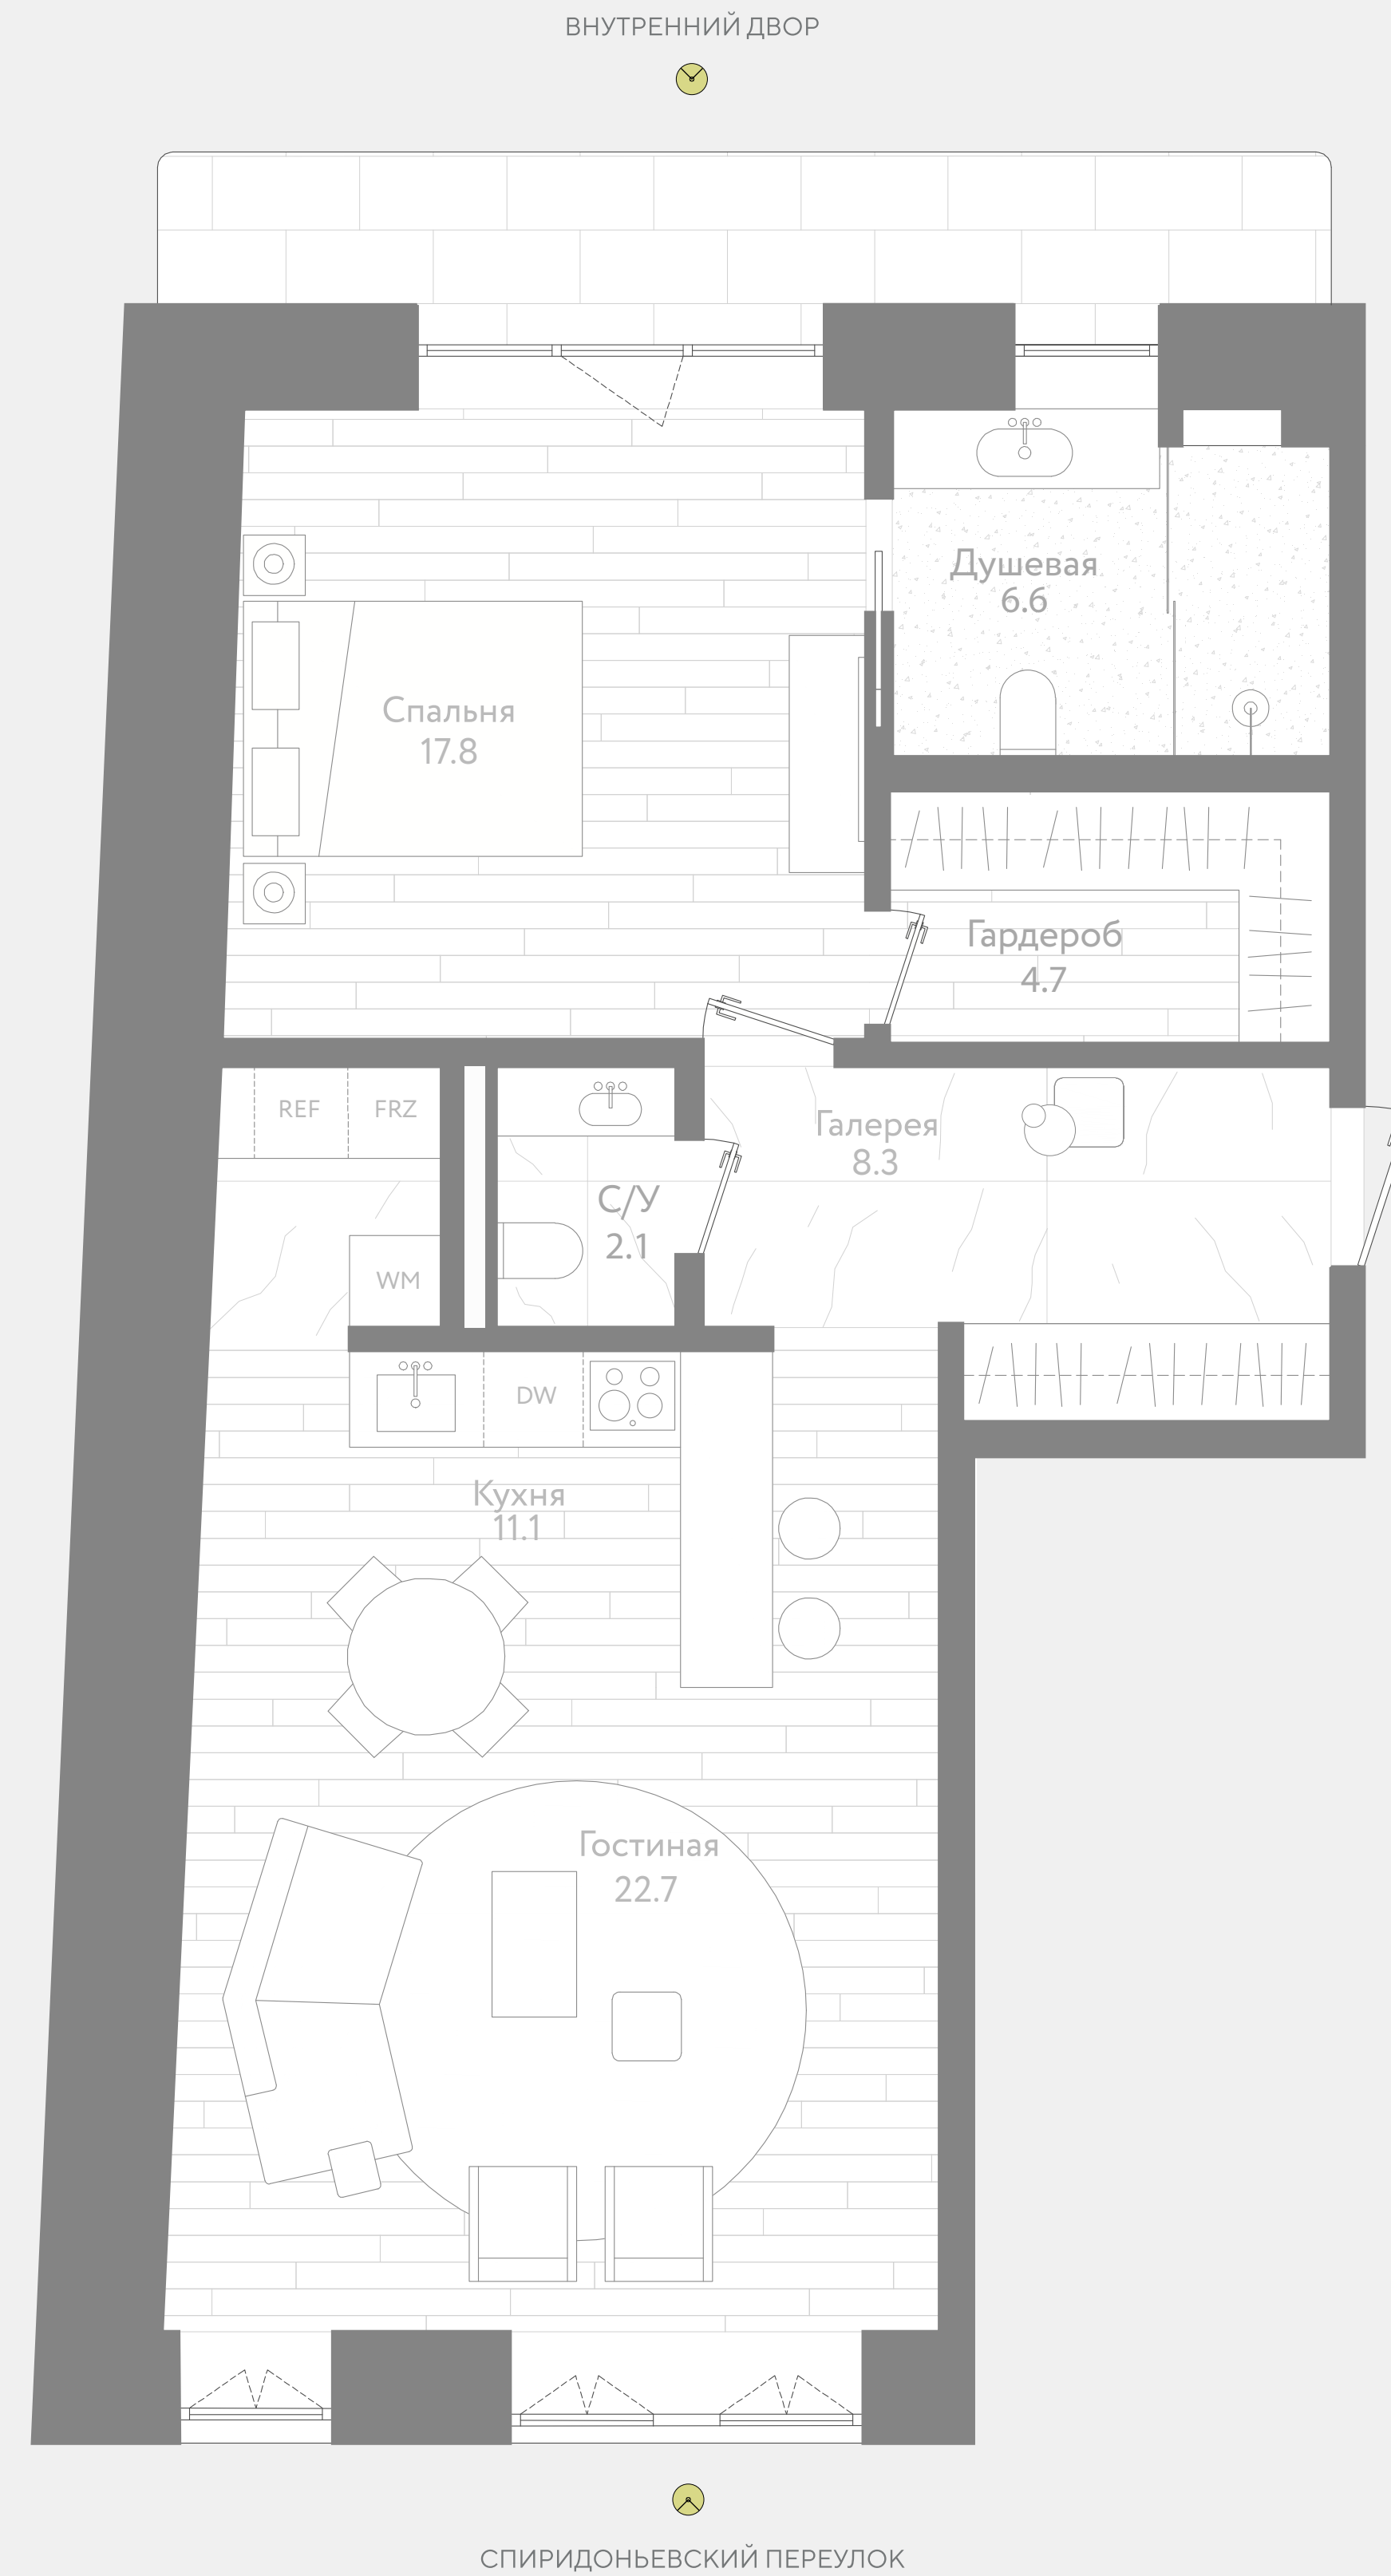 ВНУТРЕННИЙ ДВОР
Душевая
6.6
Спальня
17.8
Гардероб
4.7
REF
FRZ
Галерея
8.3
С/У
2.1
WM
DW
Кухня
11.1
Гостиная
22.7
СПИРИДОНЬЕВСКИЙ ПЕРЕУЛОК